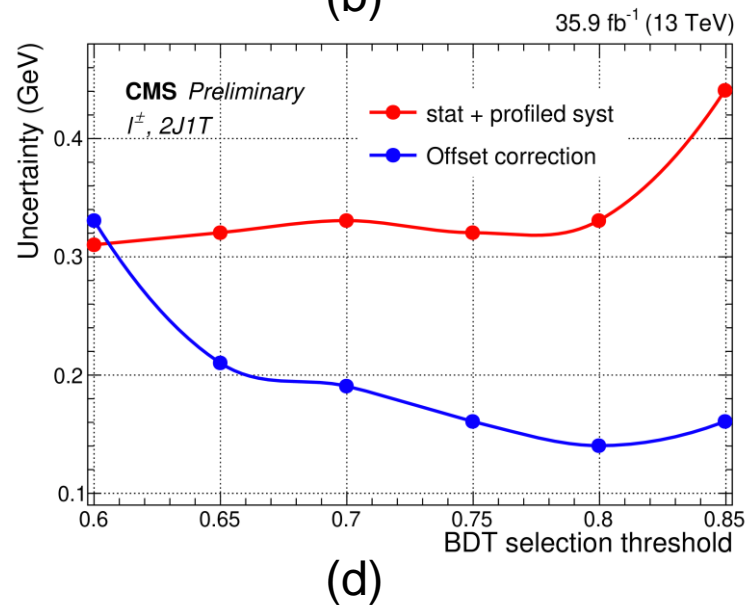 (b)
35.9 fb⁻¹ (13 TeV)
Uncertainty (GeV)
CMS Preliminary
l±, 2J1T
stat + profiled syst
Offset correction
0.4
0.3
0.2
0.1
0.6 0.65 0.7 0.75 0.8 0.85
BDT selection threshold
(d)